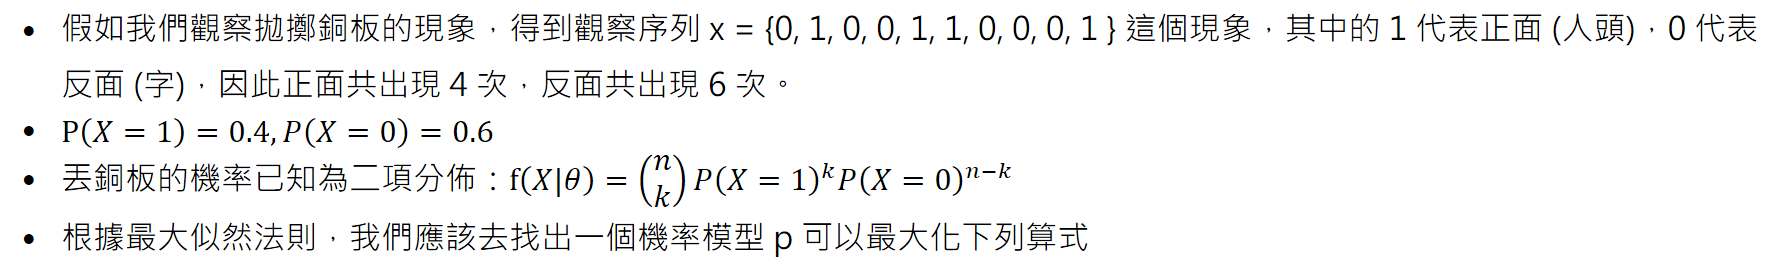 • 假如我們觀察拋擲銅板的現象，得到觀察序列 x = {0, 1, 0, 0, 1, 1, 0, 0, 0, 1 } 這個現象，其中的 1 代表正面 (人頭)，0 代表
反面 (字)，因此正面共出現 4 次，反面共出現 6 次。
• P(X = 1) = 0.4, P(X = 0) = 0.6
• 丟銅板的機率已知為二項分佈：f(X|θ) = \binom{n}{k} P(X = 1)^k P(X = 0)^{n−k}
• 根據最大似然法則，我們應該去找出一個機率模型 p 可以最大化下列算式